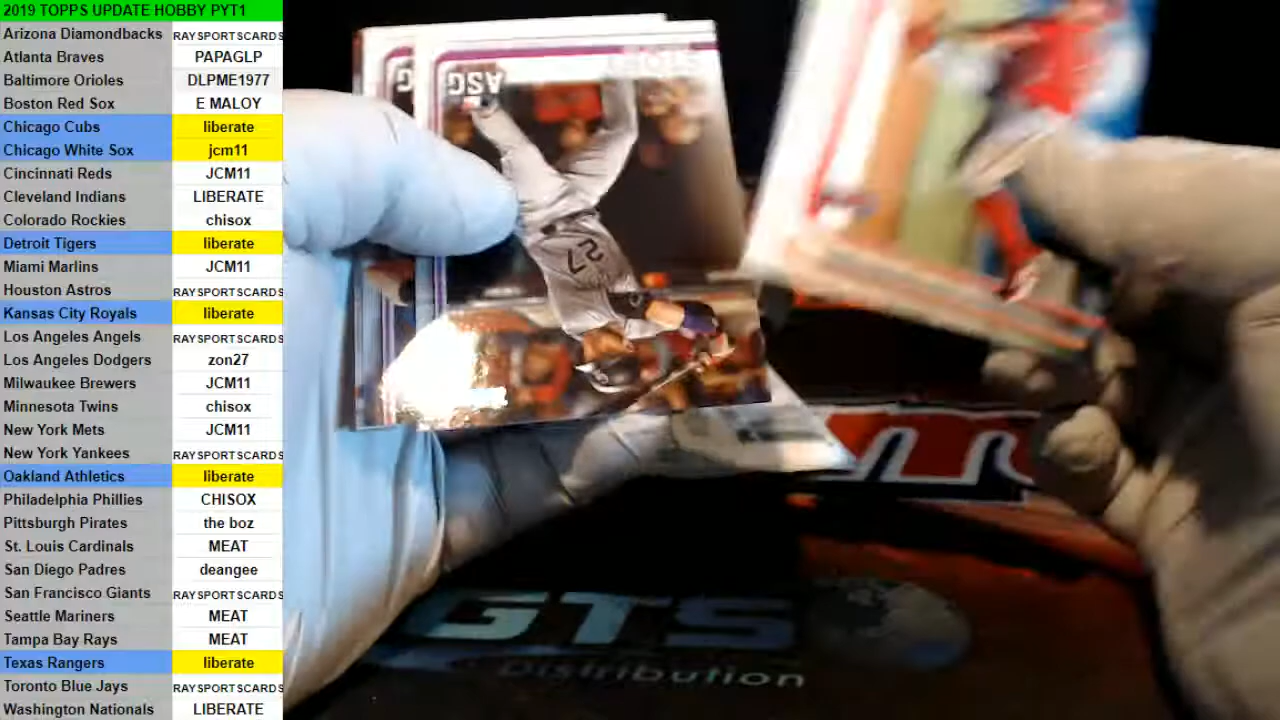 2019 TOPPS UPDATE HOBBY PYT1
Arizona Diamondbacks RAYSPORTSCARDS
Atlanta Braves PAPAGLP
Baltimore Orioles DLPME1977
Boston Red Sox E MALOY
Chicago Cubs liberate
Chicago White Sox jcm11
Cincinnati Reds JCM11
Cleveland Indians LIBERATE
Colorado Rockies chisox
Detroit Tigers liberate
Miami Marlins JCM11
Houston Astros RAYSPORTSCARDS
Kansas City Royals liberate
Los Angeles Angels RAYSPORTSCARDS
Los Angeles Dodgers zon27
Milwaukee Brewers JCM11
Minnesota Twins chisox
New York Mets JCM11
New York Yankees RAYSPORTSCARDS
Oakland Athletics liberate
Philadelphia Phillies CHISOX
Pittsburgh Pirates the boz
St. Louis Cardinals MEAT
San Diego Padres deangee
San Francisco Giants RAYSPORTSCARDS
Seattle Mariners MEAT
Tampa Bay Rays MEAT
Texas Rangers liberate
Toronto Blue Jays RAYSPORTSCARDS
Washington Nationals LIBERATE
ASG
27
GTS
Distribution